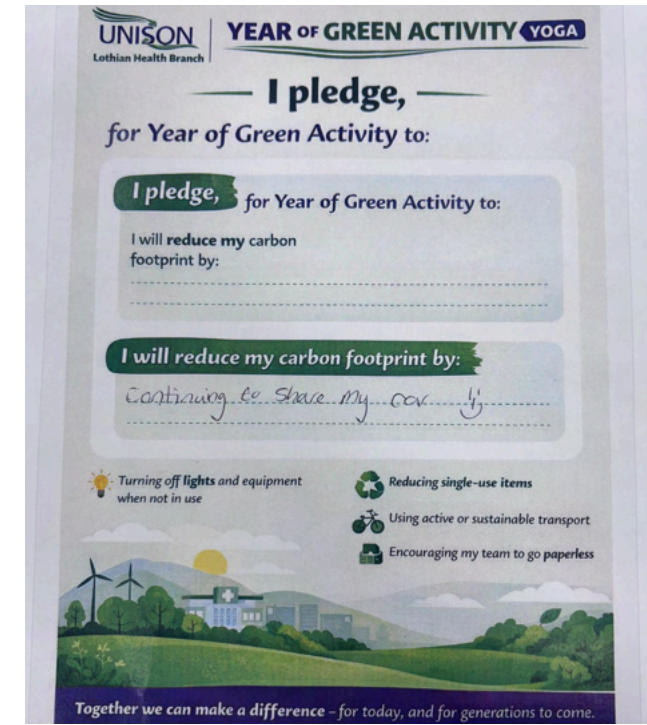 UNISON
Lothian Health Branch
YEAR OF GREEN ACTIVITY YOGA
I pledge,
for Year of Green Activity to:
I pledge, for Year of Green Activity to:
I will reduce my carbon
footprint by:
I will reduce my carbon footprint by:
Continuing to share my car
Turning off lights and equipment
when not in use
Reducing single-use items
Using active or sustainable transport
Encouraging my team to go paperless
Together we can make a difference – for today, and for generations to come.